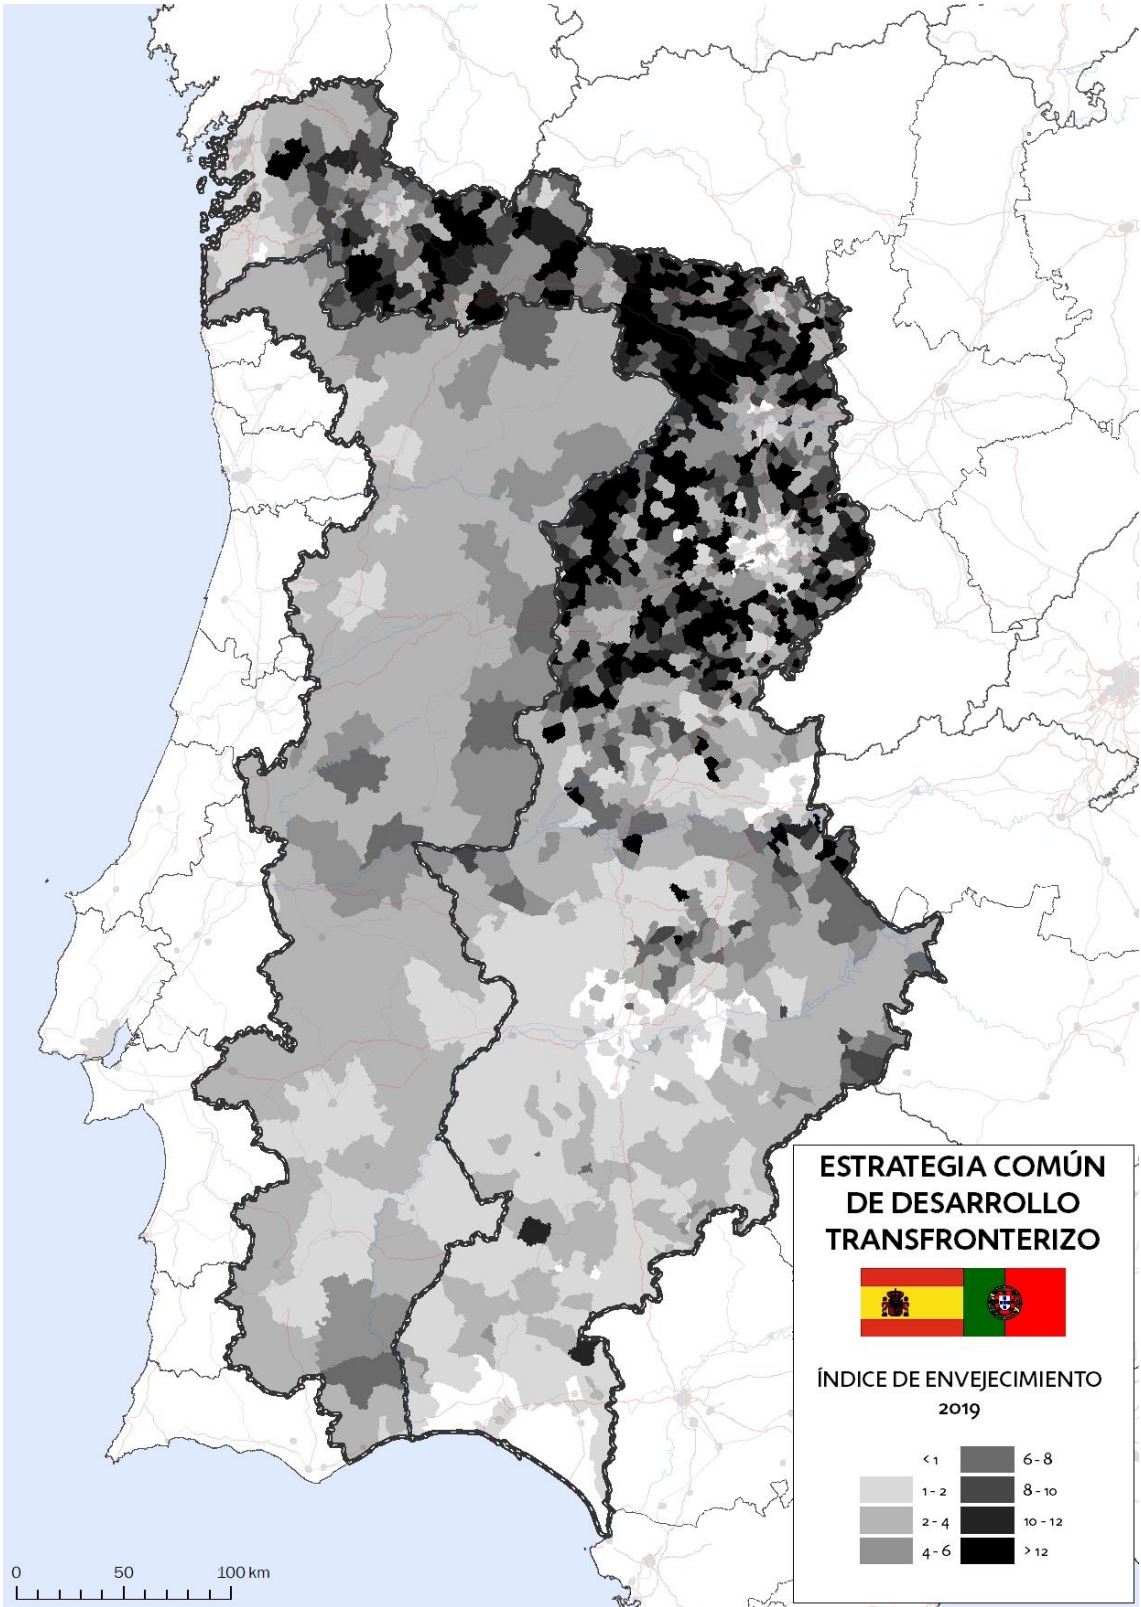 ESTRATEGIA COMÚN
DE DESARROLLO
TRANSFRONTERIZO
ÍNDICE DE ENVEJECIMIENTO
2019
< 1
1 - 2
2 - 4
4 - 6
6 - 8
8 - 10
10 - 12
> 12
0 50 100 km